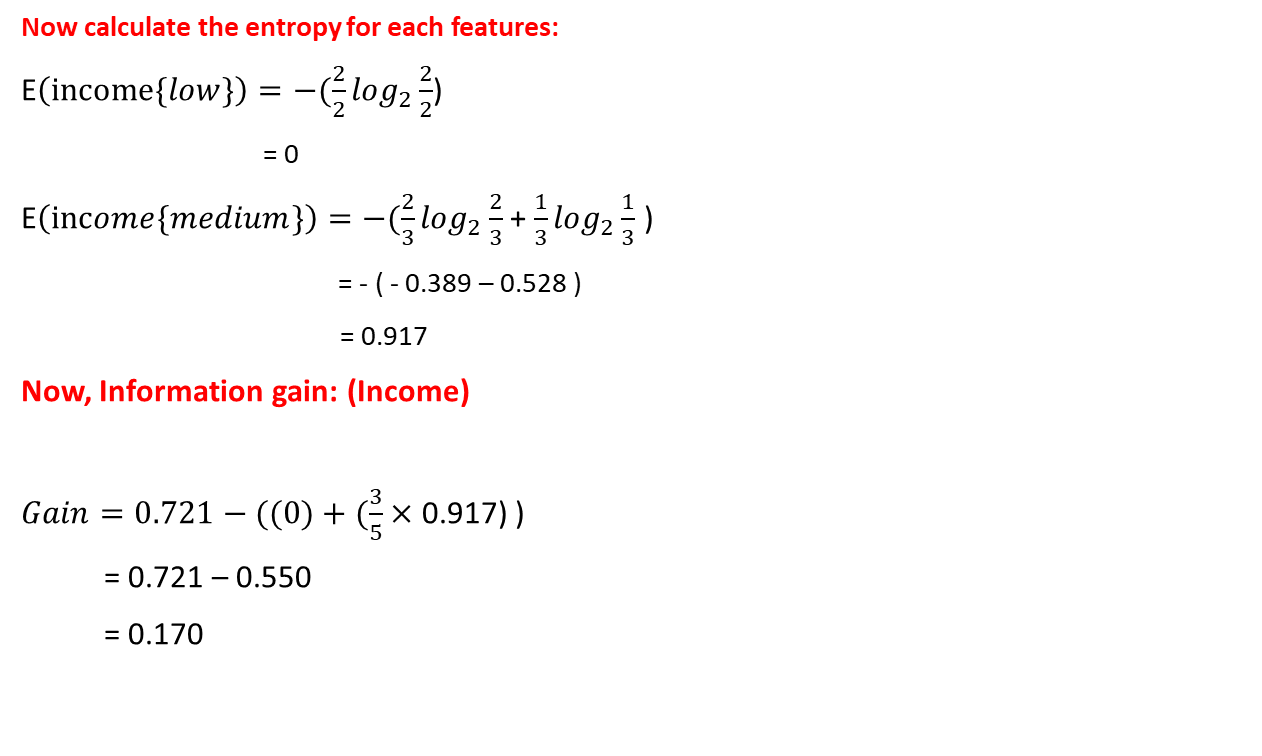 Now calculate the entropy for each features:
E(income{low}) = −(2/2 log₂ 2/2)
= 0
E(income{medium}) = −(2/3 log₂ 2/3 + 1/3 log₂ 1/3 )
= - ( - 0.389 – 0.528 )
= 0.917
Now, Information gain: (Income)
Gain = 0.721 − ((0) + (3/5 × 0.917) )
= 0.721 – 0.550
= 0.170